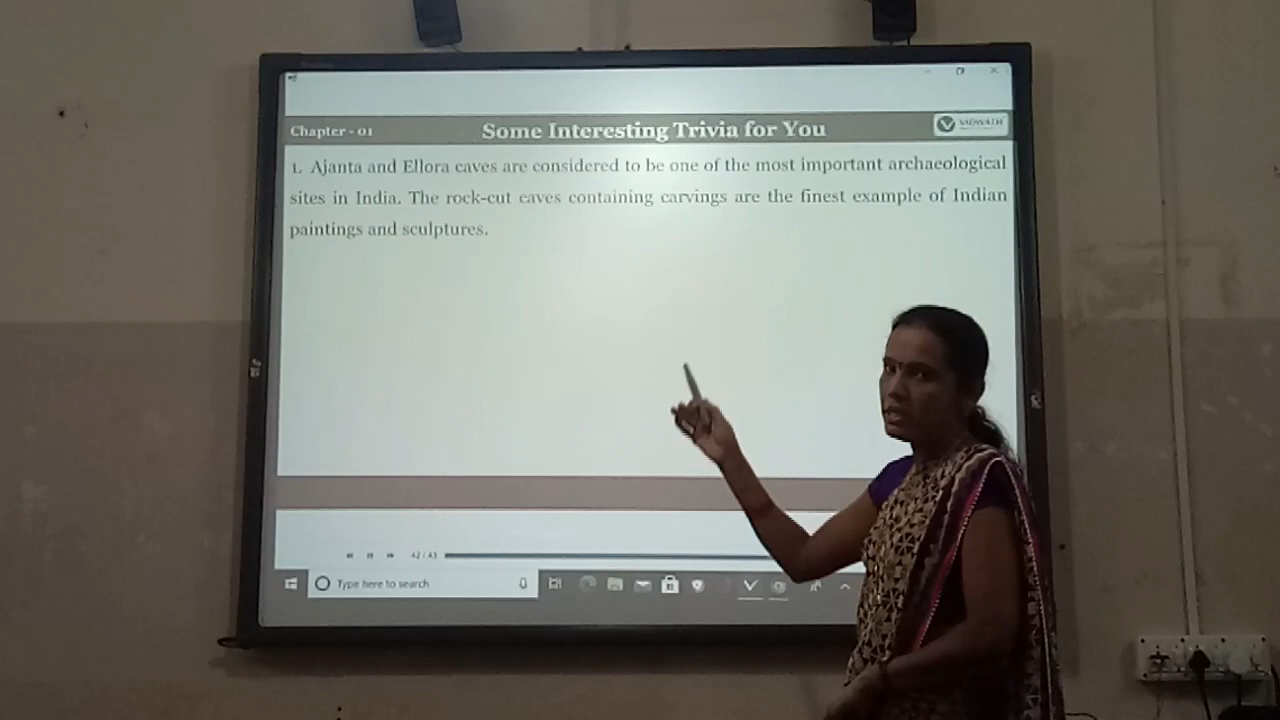 Chapter - 01
Some Interesting Trivia for You
VIDWATH
1. Ajanta and Ellora caves are considered to be one of the most important archaeological
sites in India. The rock-cut caves containing carvings are the finest example of Indian
paintings and sculptures.
42 / 43
Type here to search